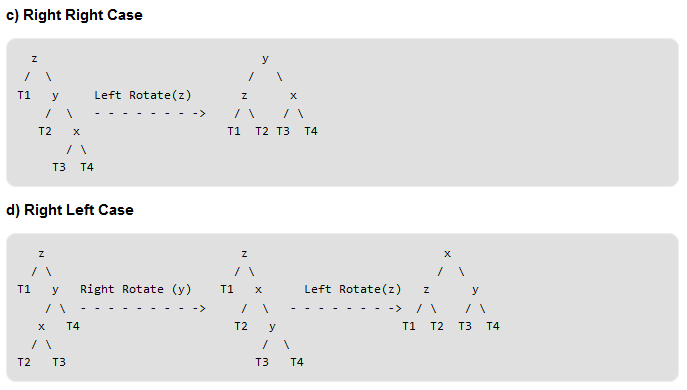 c) Right Right Case
z
/ \
T1 y Left Rotate(z)
/ \ - - - - - - - ->
T2 x
/ \
T3 T4
y
/ \
z x
/ \ / \
T1 T2 T3 T4
d) Right Left Case
z z x
/ \ / \ / \
T1 y Right Rotate (y) T1 x Left Rotate(z) z y
/ \ - - - - - - - - -> / \ - - - - - - - -> / \ / \
x T4 T2 y T1 T2 T3 T4
/ \ / \
T2 T3 T3 T4